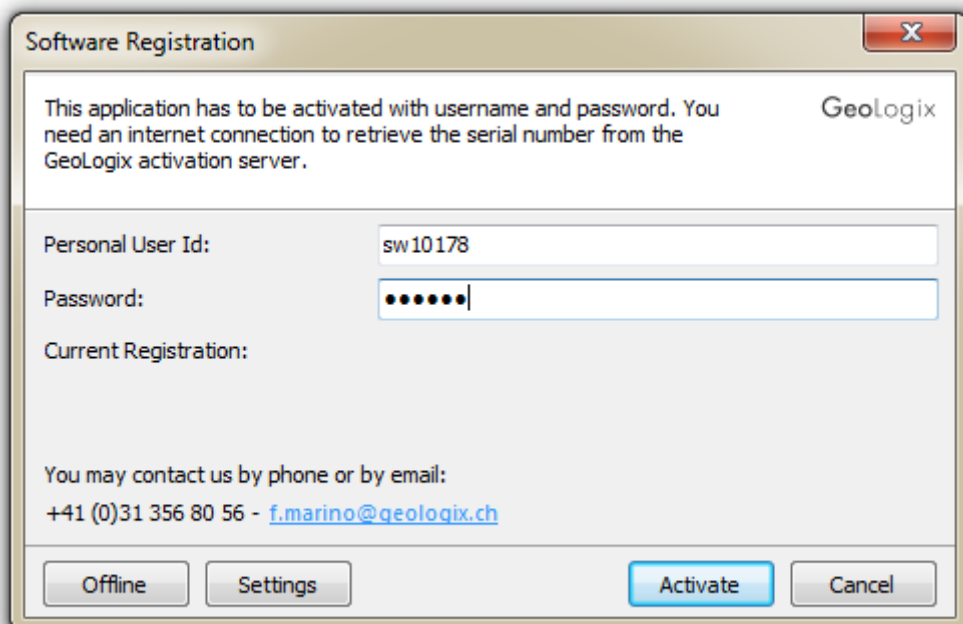 Software Registration
This application has to be activated with username and password. You
need an internet connection to retrieve the serial number from the
GeoLogix activation server.
GeoLogix
Personal User Id:
sw10178
Password:
••••••
Current Registration:
You may contact us by phone or by email:
+41 (0)31 356 80 56 - f.marino@geologix.ch
Offline
Settings
Activate
Cancel